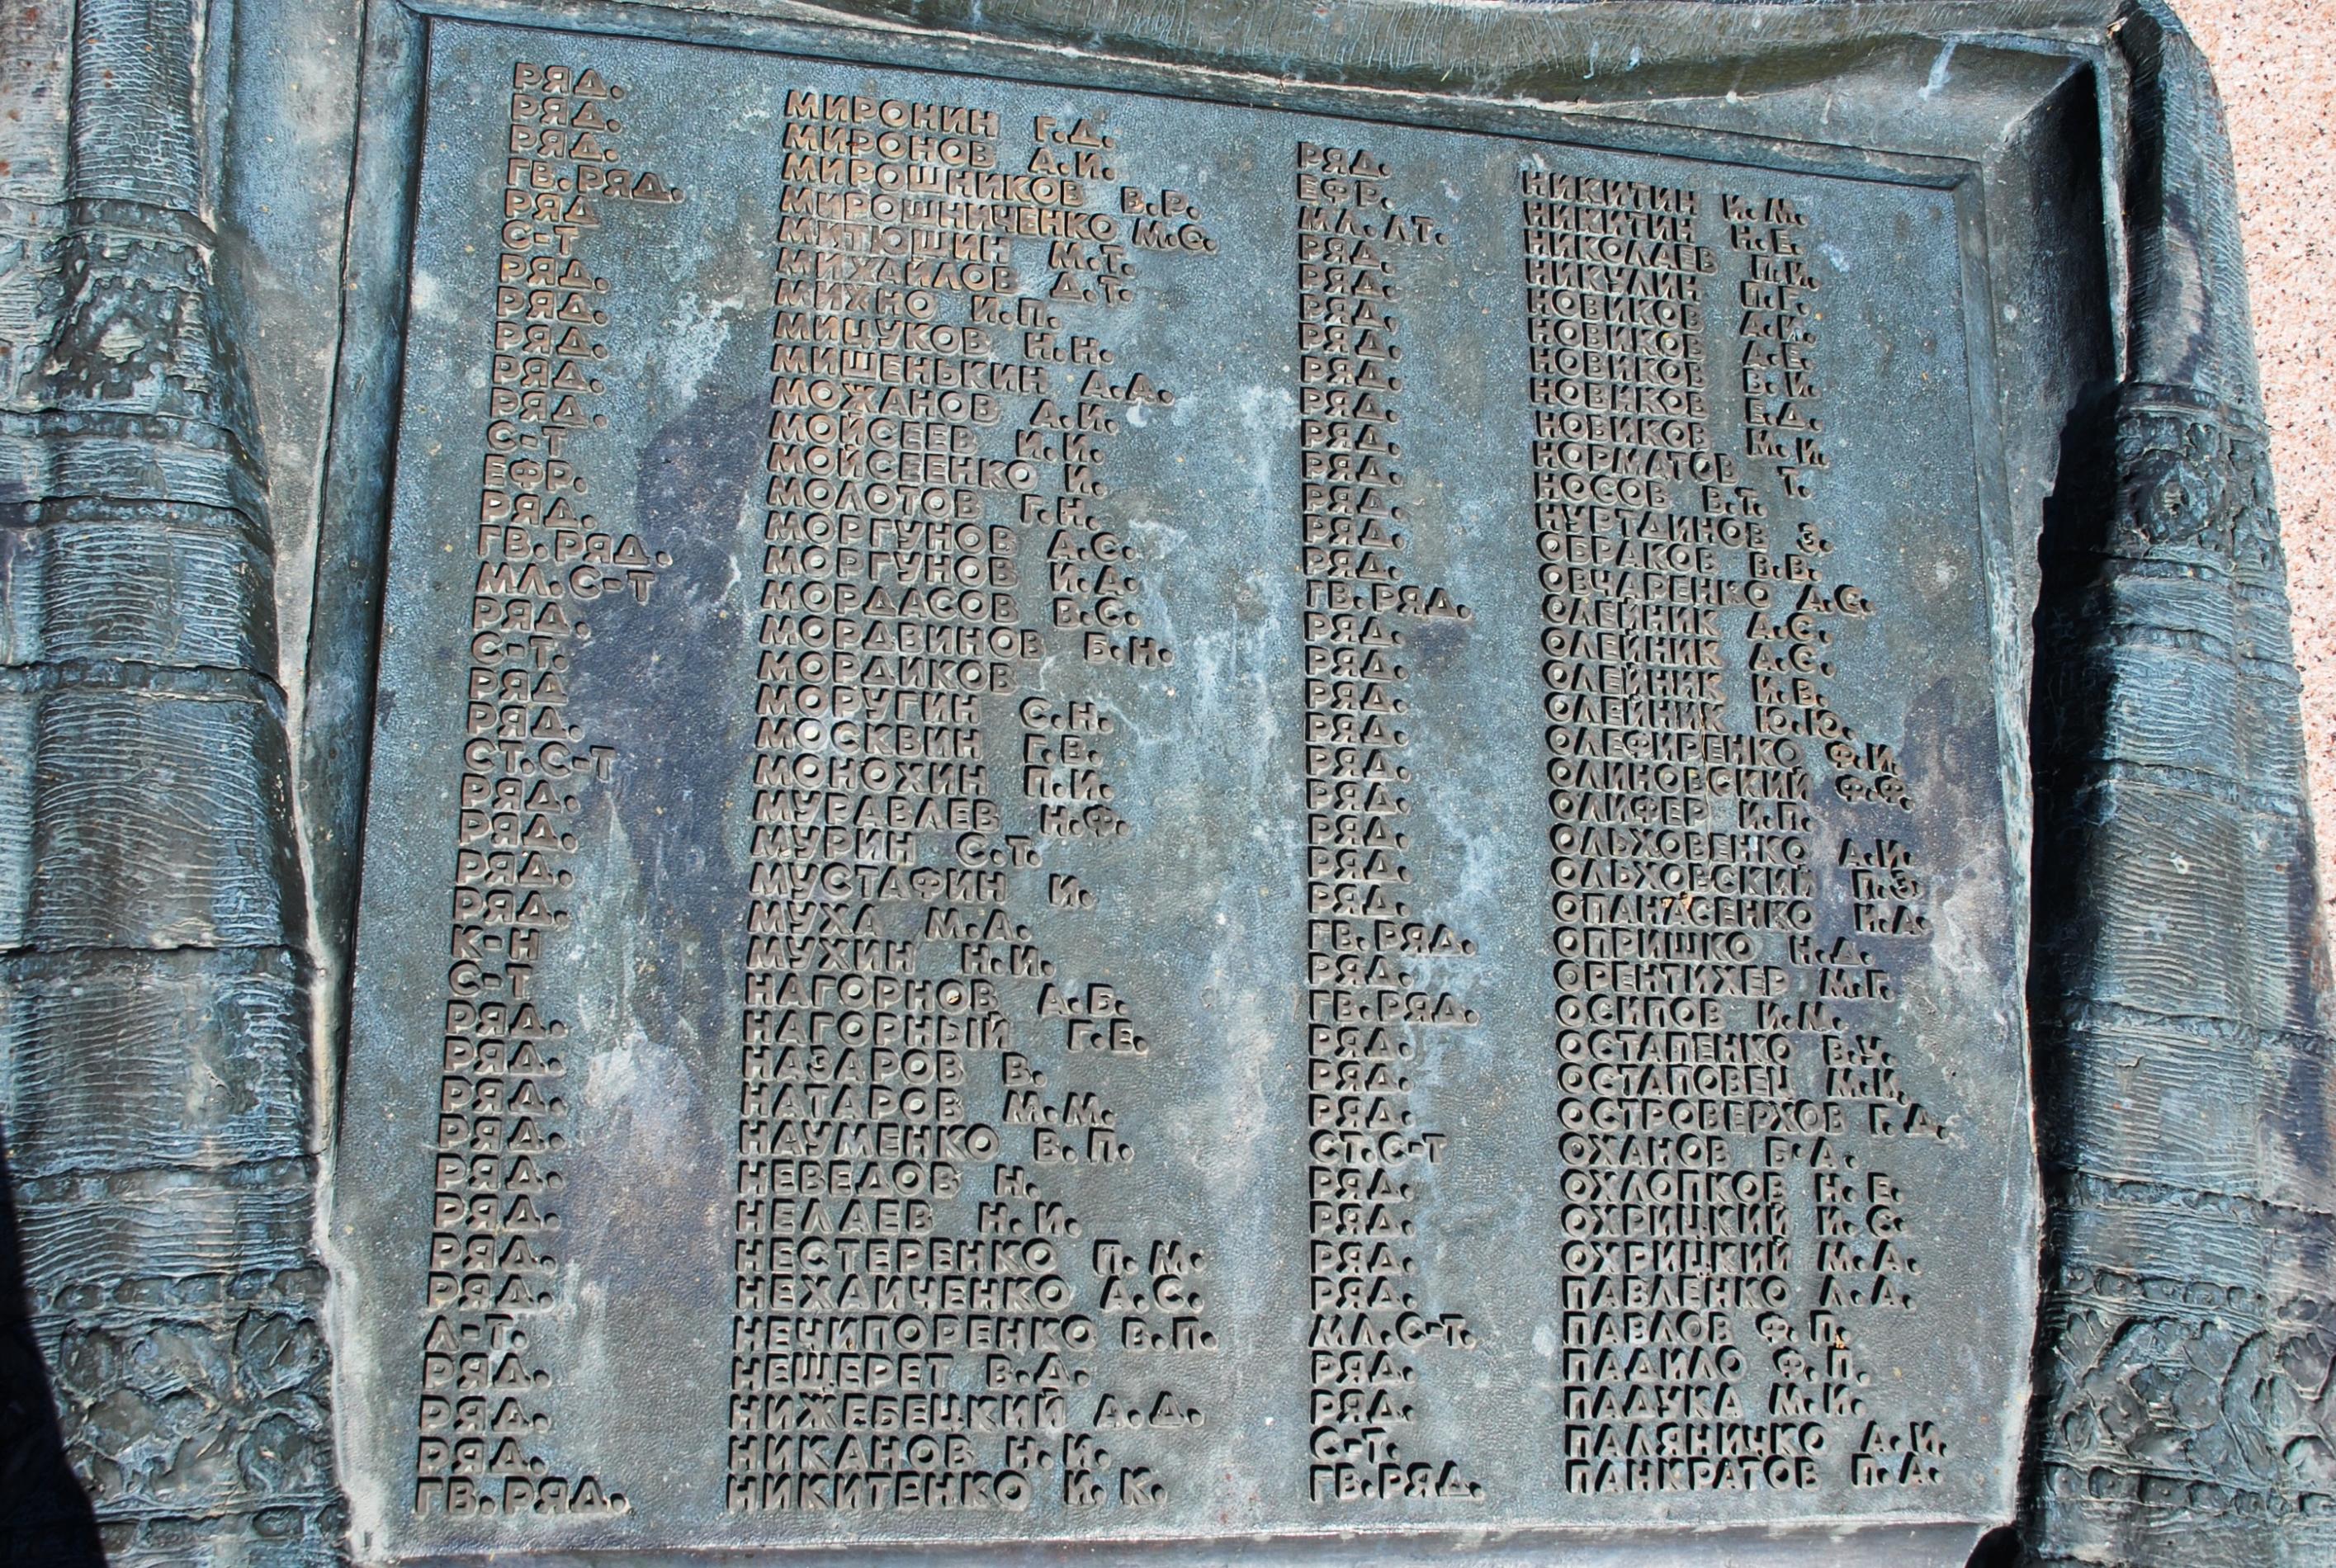 РЯД. МИРОНИН Г.Д.
РЯД. МИРОНОВ А.И.
РЯД. МИРОШНИКОВ В.Р.
ГВ.РЯД. МИРОШНИЧЕНКО М.С.
РЯД МИТЮШИН М.Т.
С-Т МИХАЙЛОВ Д.Т.
РЯД. МИХНО И.П.
РЯД. МИЦУКОВ Н.Н.
РЯД. МИШЕНЬКИН А.А.
РЯД. МОЖАНОВ А.И.
РЯД. МОЙСЕЕВ И.И.
С-Т МОЙСЕЕНКО И.
ЕФР. МОЛОТОВ Г.Н.
РЯД. МОРГУНОВ А.С.
ГВ.РЯД. МОРГУНОВ И.А.
МЛ.С-Т МОРДАСОВ В.С.
РЯД. МОРДВИНОВ Б.Н.
С-Т. МОРДИКОВ
РЯД МОРУГИН С.Н.
РЯД. МОСКВИН Г.В.
СТ.С-Т МОНОХИН П.И.
РЯД. МУРАВЛЕВ Н.Ф.
РЯД. МУРИН С.Т.
РЯД. МУСТАФИН И.
РЯД. МУХА М.А.
К-Н МУХИН Н.И.
С-Т НАГОРНОВ А.Б.
РЯД. НАГОРНЫЙ Г.Е.
РЯД. НАЗАРОВ В.
РЯД. НАТАРОВ М.М.
РЯД. НАУМЕНКО В.П.
РЯД. НЕВЕДОВ Н.
РЯД. НЕЛАЕВ Н.И.
РЯД. НЕСТЕРЕНКО П.М.
РЯД. НЕХАИЧЕНКО А.С.
Л-Т. НЕЧИПОРЕНКО В.П.
РЯД. НЕЩЕРЕТ В.Д.
РЯД. НИЖЕБЕЦКИЙ А.Д.
РЯД. НИКАНОВ Н.И.
ГВ.РЯД. НИКИТЕНКО И.К.
РЯД. НИКИТИН И.М.
ЕФР. НИКИТИН Н.Е.
МЛ.ЛТ. НИКОЛАЕВ П.И.
РЯД. НИКУЛИН П.Г.
РЯД. НОВИКОВ А.И.
РЯД. НОВИКОВ А.Е.
РЯД. НОВИКОВ В.И.
РЯД. НОВИКОВ Е.Д.
РЯД. НОВИКОВ М.И.
РЯД. НОРМАТОВ Т.
РЯД. НОСОВ В.Т.
РЯД. НУРТДИНОВ З.
РЯД. ОБРАКОВ В.В.
РЯД. ОВЧАРЕНКО А.С.
ГВ.РЯД. ОЛЕЙНИК А.С.
РЯД. ОЛЕЙНИК А.С.
РЯД. ОЛЕЙНИК И.В.
РЯД. ОЛЕЙНИК Ю.Ю.
РЯД. ОЛЕФИРЕНКО Ф.И.
РЯД. ОЛИНОВСКИЙ Ф.Ф.
РЯД. ОЛИФЕР И.П.
РЯД. ОЛЬХОВЕНКО А.И.
РЯД. ОЛЬХОВСКИЙ П.З
РЯД. ОПАНАСЕНКО И.А.
ГВ.РЯД. ОПРИШКО Н.Д.
РЯД. ОРЕНТИХЕР М.Г.
ГВ.РЯД. ОСИПОВ И.М.
РЯД. ОСТАПЕНКО В.У.
РЯД. ОСТАПОВЕЦ М.И.
РЯД. ОСТРОВЕРХОВ Г.Д.
СТ.С-Т ОХАНОВ Б.А.
РЯД. ОХЛОПКОВ Н.Е.
РЯД. ОХРИЦКИЙ И.С.
РЯД. ОХРИЦКИЙ М.А.
РЯД. ПАВЛЕНКО Л.А.
МЛ.С-Т. ПАВЛОВ Ф.П.
РЯД. ПАДИЛО Ф.П.
РЯД. ПАДУКА М.И.
С-Т. ПАЛЯНИЧКО А.И.
ГВ.РЯД. ПАНКРАТОВ П.А.